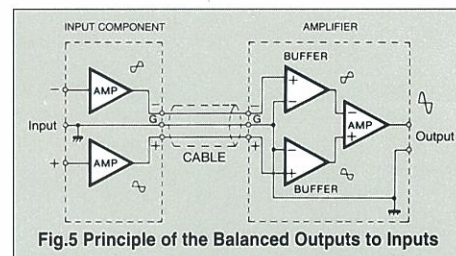 INPUT COMPONENT
AMPLIFIER
BUFFER
AMP
G
G
AMP
Input
Output
CABLE
AMP
BUFFER
Fig.5 Principle of the Balanced Outputs to Inputs